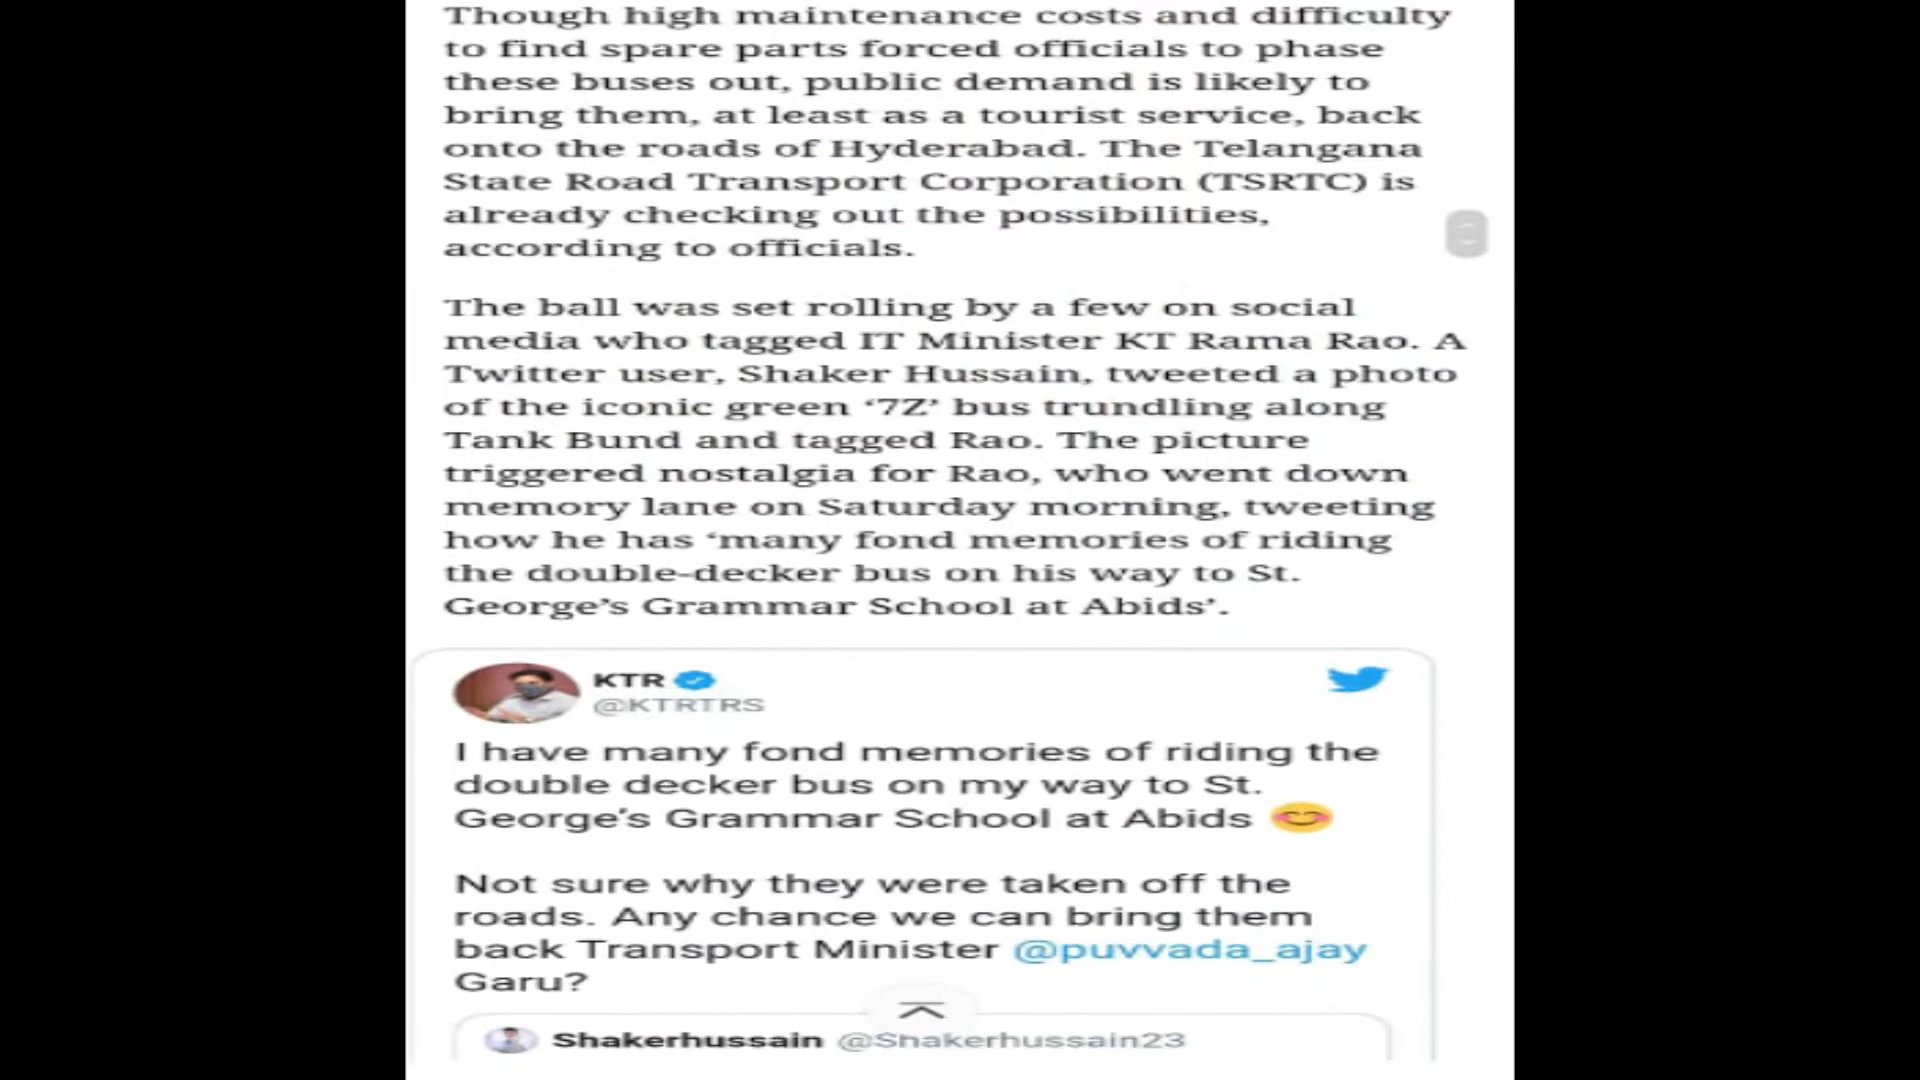 Though high maintenance costs and difficulty
to find spare parts forced officials to phase
these buses out, public demand is likely to
bring them, at least as a tourist service, back
onto the roads of Hyderabad. The Telangana
State Road Transport Corporation (TSRTC) is
already checking out the possibilities,
according to officials.
The ball was set rolling by a few on social
media who tagged IT Minister KT Rama Rao. A
Twitter user, Shaker Hussain, tweeted a photo
of the iconic green ‘7Z’ bus trundling along
Tank Bund and tagged Rao. The picture
triggered nostalgia for Rao, who went down
memory lane on Saturday morning, tweeting
how he has ‘many fond memories of riding
the double-decker bus on his way to St.
George’s Grammar School at Abids’.
KTR
@KTRTRS
I have many fond memories of riding the
double decker bus on my way to St.
George's Grammar School at Abids 😊
Not sure why they were taken off the
roads. Any chance we can bring them
back Transport Minister @puvvada_ajay
Garu?
Shakerhussain @Shakerhussain23